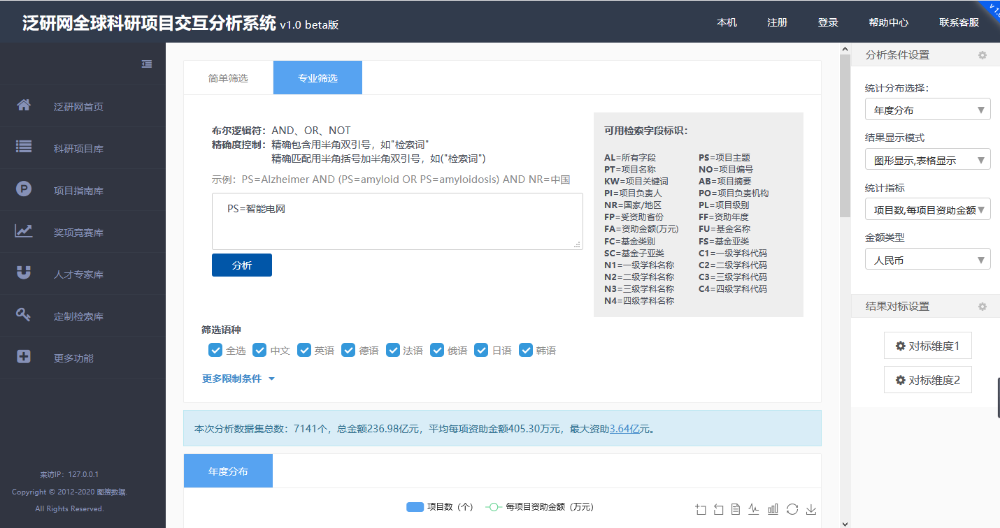 泛研网全球科研项目交互分析系统 v1.0 beta版
本机 注册 登录 帮助中心 联系客服
泛研网首页
科研项目库
项目指南库
奖项竞赛库
人才专家库
定制检索库
更多功能
来访IP：127.0.0.1
Copyright © 2012-2020 图搜数据.
All Rights Reserved.
简单筛选 专业筛选
布尔逻辑符：AND、OR、NOT
精确度控制：精确包含用半角双引号，如"检索词"
精确匹配用半角括号加半角双引号，如("检索词")
示例：PS=Alzheimer AND (PS=amyloid OR PS=amyloidosis) AND NR=中国
PS=智能电网
分析
可用检索字段标识：
AL=所有字段 PS=项目主题
PT=项目名称 NO=项目编号
KW=项目关键词 AB=项目摘要
PI=项目负责人 PO=项目负责机构
NR=国家/地区 PL=项目级别
FP=受资助省份 FF=资助年度
FA=资助金额(万元) FU=基金名称
FC=基金类别 FS=基金亚类
SC=基金子亚类 C1=一级学科代码
N1=一级学科名称 C2=二级学科代码
N2=二级学科名称 C3=三级学科代码
N3=三级学科名称 C4=四级学科代码
N4=四级学科名称
筛选语种
全选 中文 英语 德语 法语 俄语 日语 韩语
更多限制条件
本次分析数据集总数：7141个，总金额236.98亿元，平均每项资助金额405.30万元，最大资助3.64亿元。
年度分布
项目数（个） 每项目资助金额（万元）
分析条件设置
统计分布选择：
年度分布
结果显示模式
图形显示,表格显示
统计指标
项目数,每项目资助金额
金额类型
人民币
结果对标设置
对标维度1
对标维度2